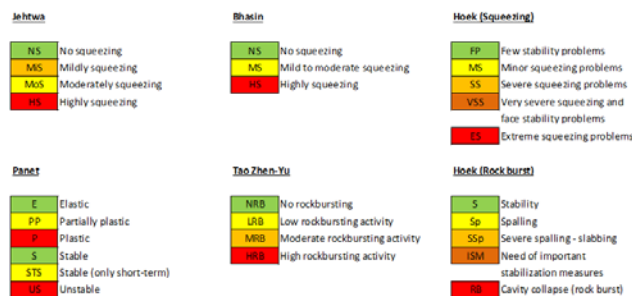 Jehtwa
NS No squeezing
MiS Mildly squeezing
MoS Moderately squeezing
HS Highly squeezing
Bhasin
NS No squeezing
MS Mild to moderate squeezing
HS Highly squeezing
Hoek (Squeezing)
FP Few stability problems
MS Minor squeezing problems
SS Severe squeezing problems
VSS Very severe squeezing and
face stability problems
ES Extreme squeezing problems
Panet
E Elastic
PP Partially plastic
P Plastic
S Stable
STS Stable (only short-term)
US Unstable
Tao Zhen-Yu
NRB No rockbursting
LRB Low rockbursting activity
MRB Moderate rockbursting activity
HRB High rockbursting activity
Hoek (Rock burst)
S Stability
Sp Spalling
SSp Severe spalling - slabbing
ISM Need of important
stabilization measures
RB Cavity collapse (rock burst)